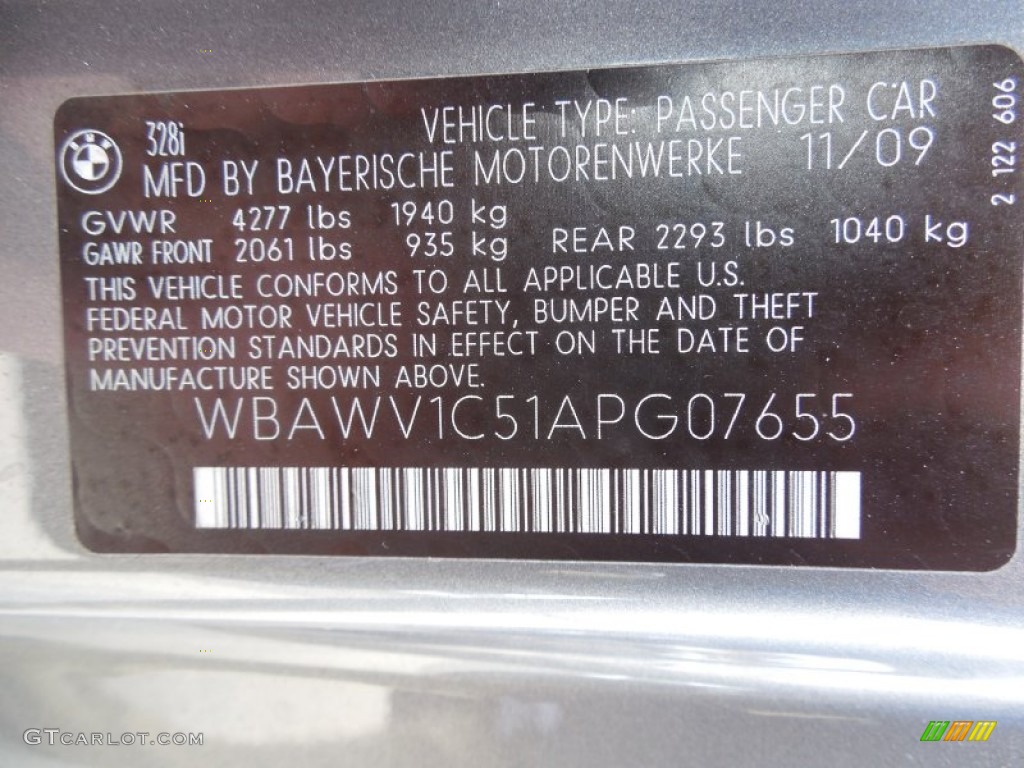 BMW
328i
VEHICLE TYPE: PASSENGER CAR
MFD BY BAYERISCHE MOTORENWERKE 11/09
GVWR 4277 lbs 1940 kg
GAWR FRONT 2061 lbs 935 kg REAR 2293 lbs 1040 kg
THIS VEHICLE CONFORMS TO ALL APPLICABLE U.S.
FEDERAL MOTOR VEHICLE SAFETY, BUMPER AND THEFT
PREVENTION STANDARDS IN EFFECT ON THE DATE OF
MANUFACTURE SHOWN ABOVE.
WBAWV1C51APG07655
2 122 606
GTCARLOT.COM